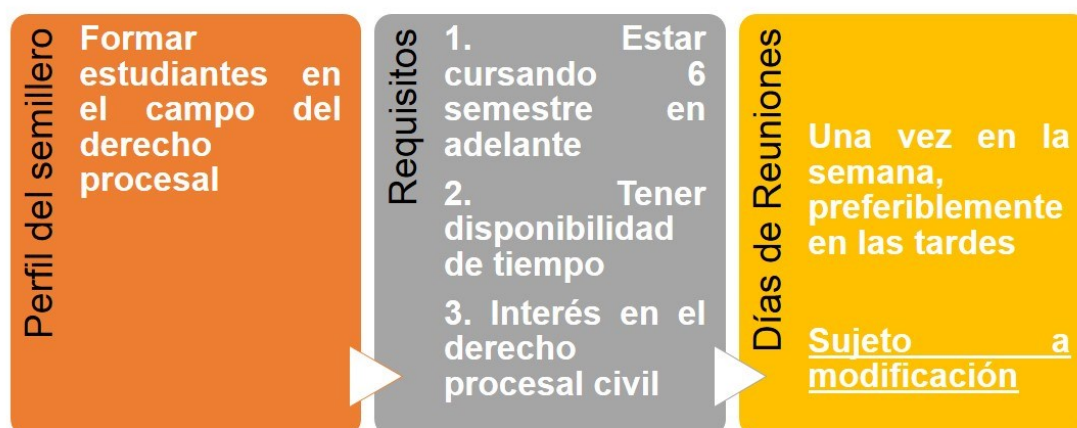 Perfil del semillero
Formar
estudiantes en
el campo del
derecho
procesal
Requisitos
1. Estar
cursando 6
semestre en
adelante
2. Tener
disponibilidad
de tiempo
3. Interés en el
derecho
procesal civil
Días de Reuniones
Una vez en la
semana,
preferiblemente
en las tardes
Sujeto a
modificación